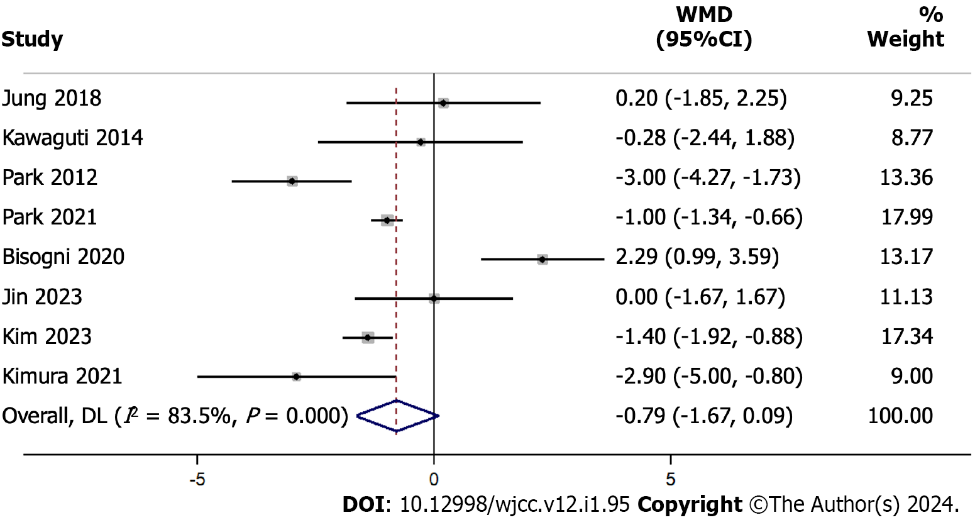 Study WMD (95%CI) % Weight
Jung 2018 0.20 (-1.85, 2.25) 9.25
Kawaguti 2014 -0.28 (-2.44, 1.88) 8.77
Park 2012 -3.00 (-4.27, -1.73) 13.36
Park 2021 -1.00 (-1.34, -0.66) 17.99
Bisogni 2020 2.29 (0.99, 3.59) 13.17
Jin 2023 0.00 (-1.67, 1.67) 11.13
Kim 2023 -1.40 (-1.92, -0.88) 17.34
Kimura 2021 -2.90 (-5.00, -0.80) 9.00
Overall, DL (I² = 83.5%, P = 0.000) -0.79 (-1.67, 0.09) 100.00
-5 0 5
DOI: 10.12998/wjcc.v12.i1.95 Copyright ©The Author(s) 2024.